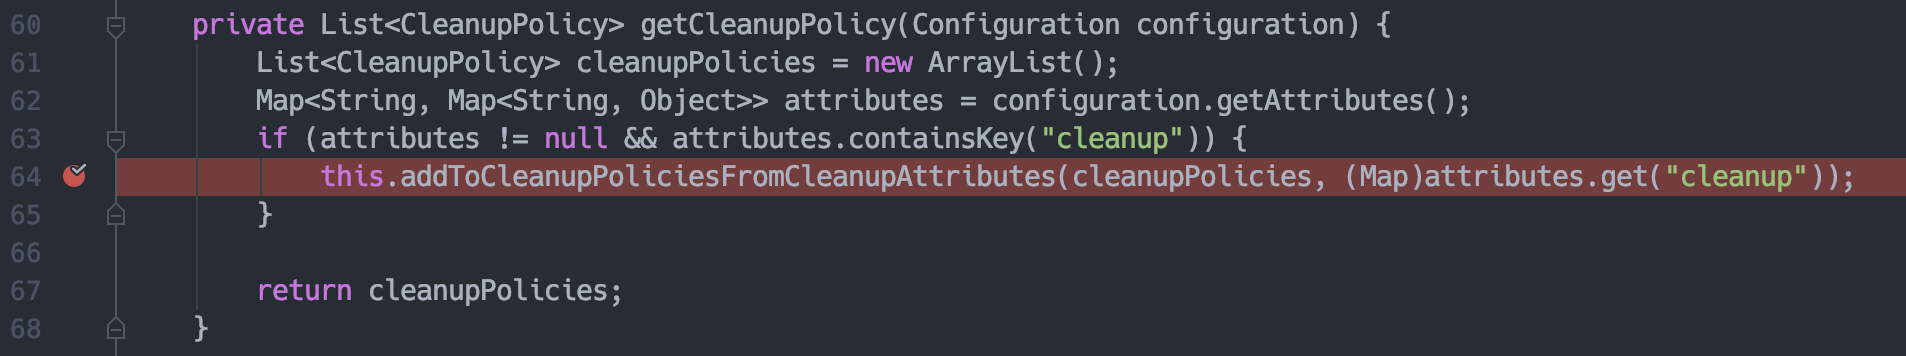 60 private List<CleanupPolicy> getCleanupPolicy(Configuration configuration) {
61 List<CleanupPolicy> cleanupPolicies = new ArrayList();
62 Map<String, Map<String, Object>> attributes = configuration.getAttributes();
63 if (attributes != null && attributes.containsKey("cleanup")) {
64 this.addToCleanupPoliciesFromCleanupAttributes(cleanupPolicies, (Map)attributes.get("cleanup"));
65 }
66
67 return cleanupPolicies;
68 }